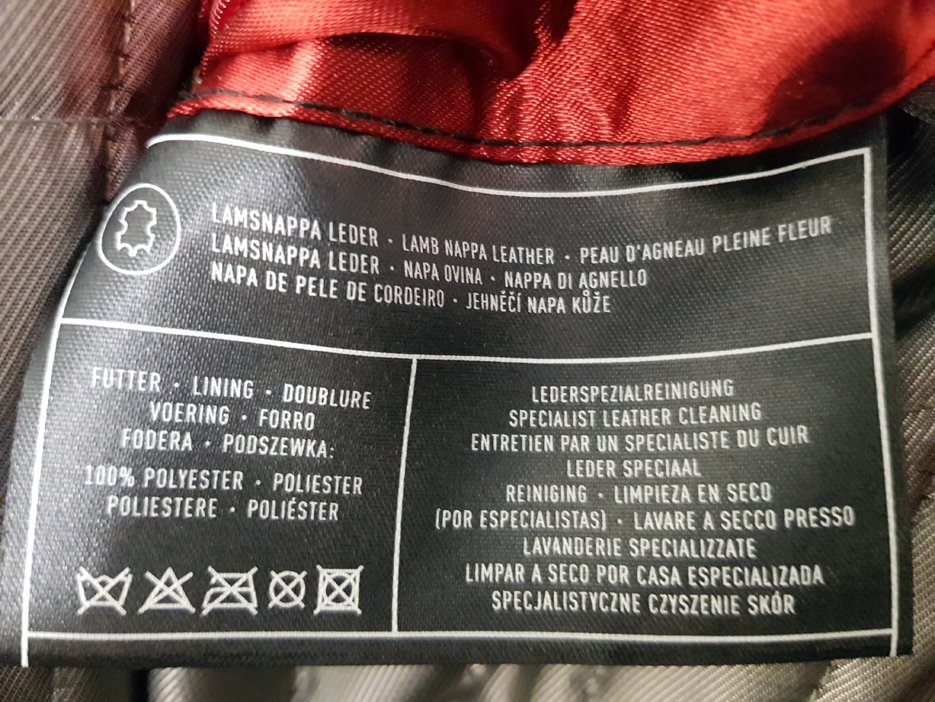 LAMSNAPPA LEDER · LAMB NAPPA LEATHER · PEAU D'AGNEAU PLEINE FLEUR
LAMSNAPPA LEDER · NAPA OVINA · NAPPA DI AGNELLO
NAPA DE PELE DE CORDEIRO · JEHNĚČÍ NAPA KŮŽE
FUTTER · LINING · DOUBLURE
VOERING · FORRO
FODERA · PODSZEWKA:
100% POLYESTER · POLIESTER
POLIESTERE · POLIÉSTER
LEDERSPEZIALREINIGUNG
SPECIALIST LEATHER CLEANING
ENTRETIEN PAR UN SPECIALISTE DU CUIR
LEDER SPECIAAL
REINIGING · LIMPIEZA EN SECO
(POR ESPECIALISTAS) · LAVARE A SECCO PRESSO
LAVANDERIE SPECIALIZZATE
LIMPAR A SECO POR CASA ESPECIALIZADA
SPECJALISTYCZNE CZYSZENIE SKÓR